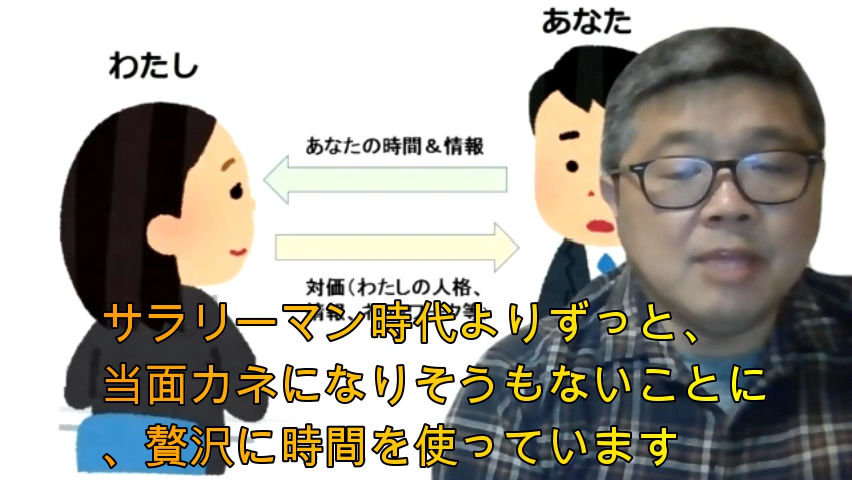 あなた
わたし
あなたの時間＆情報
対価（わたしの人格、
サラリーマン時代よりずっと、
当面カネになりそうもないことに
、贅沢に時間を使っています